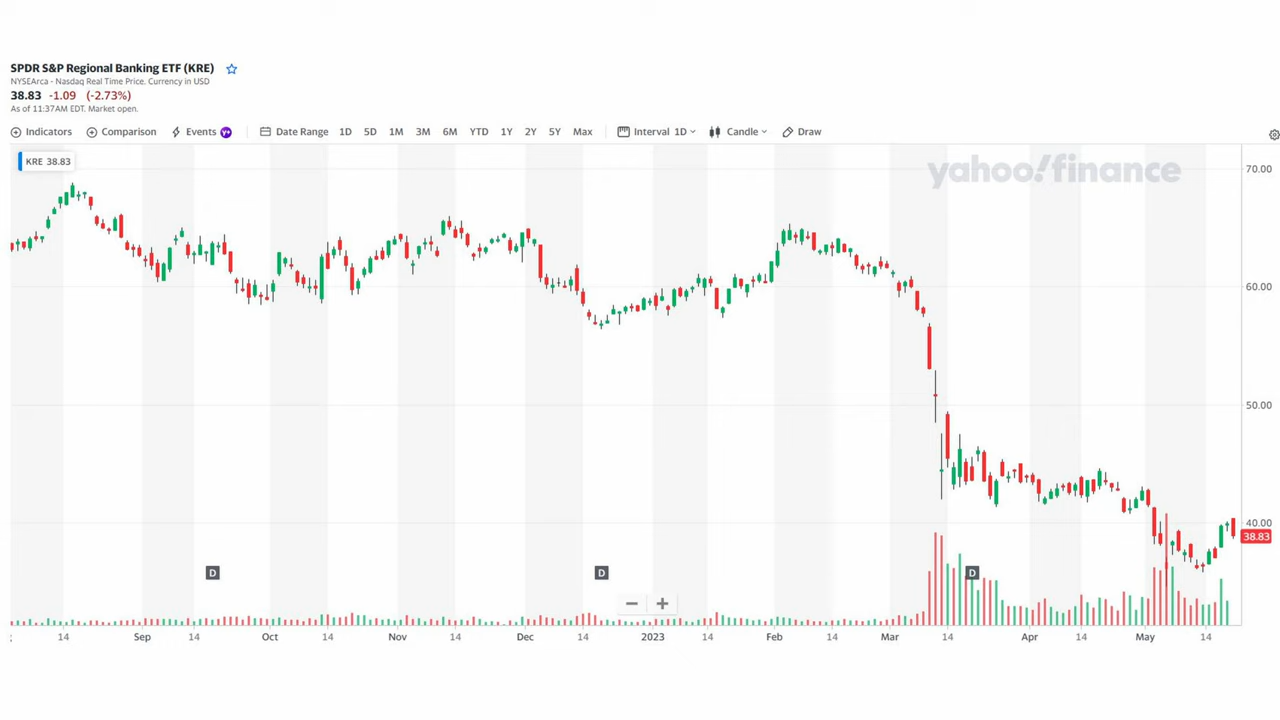 SPDR S&P Regional Banking ETF (KRE)
NYSEArca - Nasdaq Real Time Price. Currency in USD
38.83 -1.09 (-2.73%)
As of 11:37AM EDT. Market open.
Indicators Comparison Events Y+ Date Range 1D 5D 1M 3M 6M YTD 1Y 2Y 5Y Max Interval 1D Candle Draw
KRE 38.83
yahoo!finance
70.00
60.00
50.00
40.00
38.83
D D D
14 Sep 14 Oct 14 Nov 14 Dec 14 2023 14 Feb 14 Mar 14 Apr 14 May 14